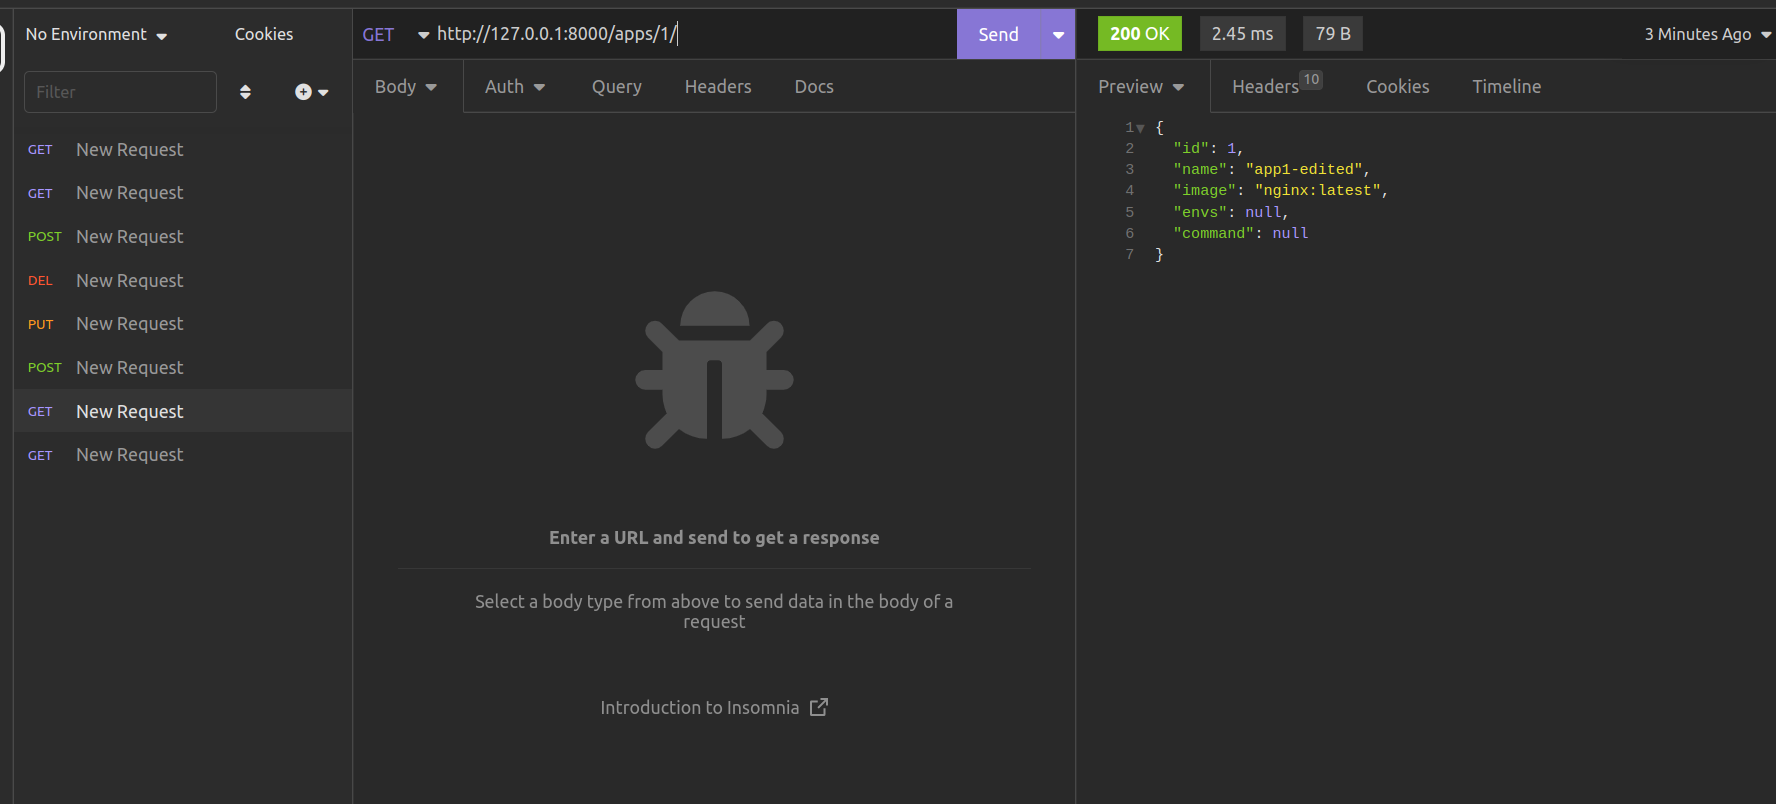 No Environment
Cookies
Filter
GET New Request
GET New Request
POST New Request
DEL New Request
PUT New Request
POST New Request
GET New Request
GET New Request
GET http://127.0.0.1:8000/apps/1/
Send
Body
Auth
Query
Headers
Docs
Enter a URL and send to get a response
Select a body type from above to send data in the body of a
request
Introduction to Insomnia
200 OK
2.45 ms
79 B
3 Minutes Ago
Preview
Headers 10
Cookies
Timeline
1 {
2 "id": 1,
3 "name": "app1-edited",
4 "image": "nginx:latest",
5 "envs": null,
6 "command": null
7 }